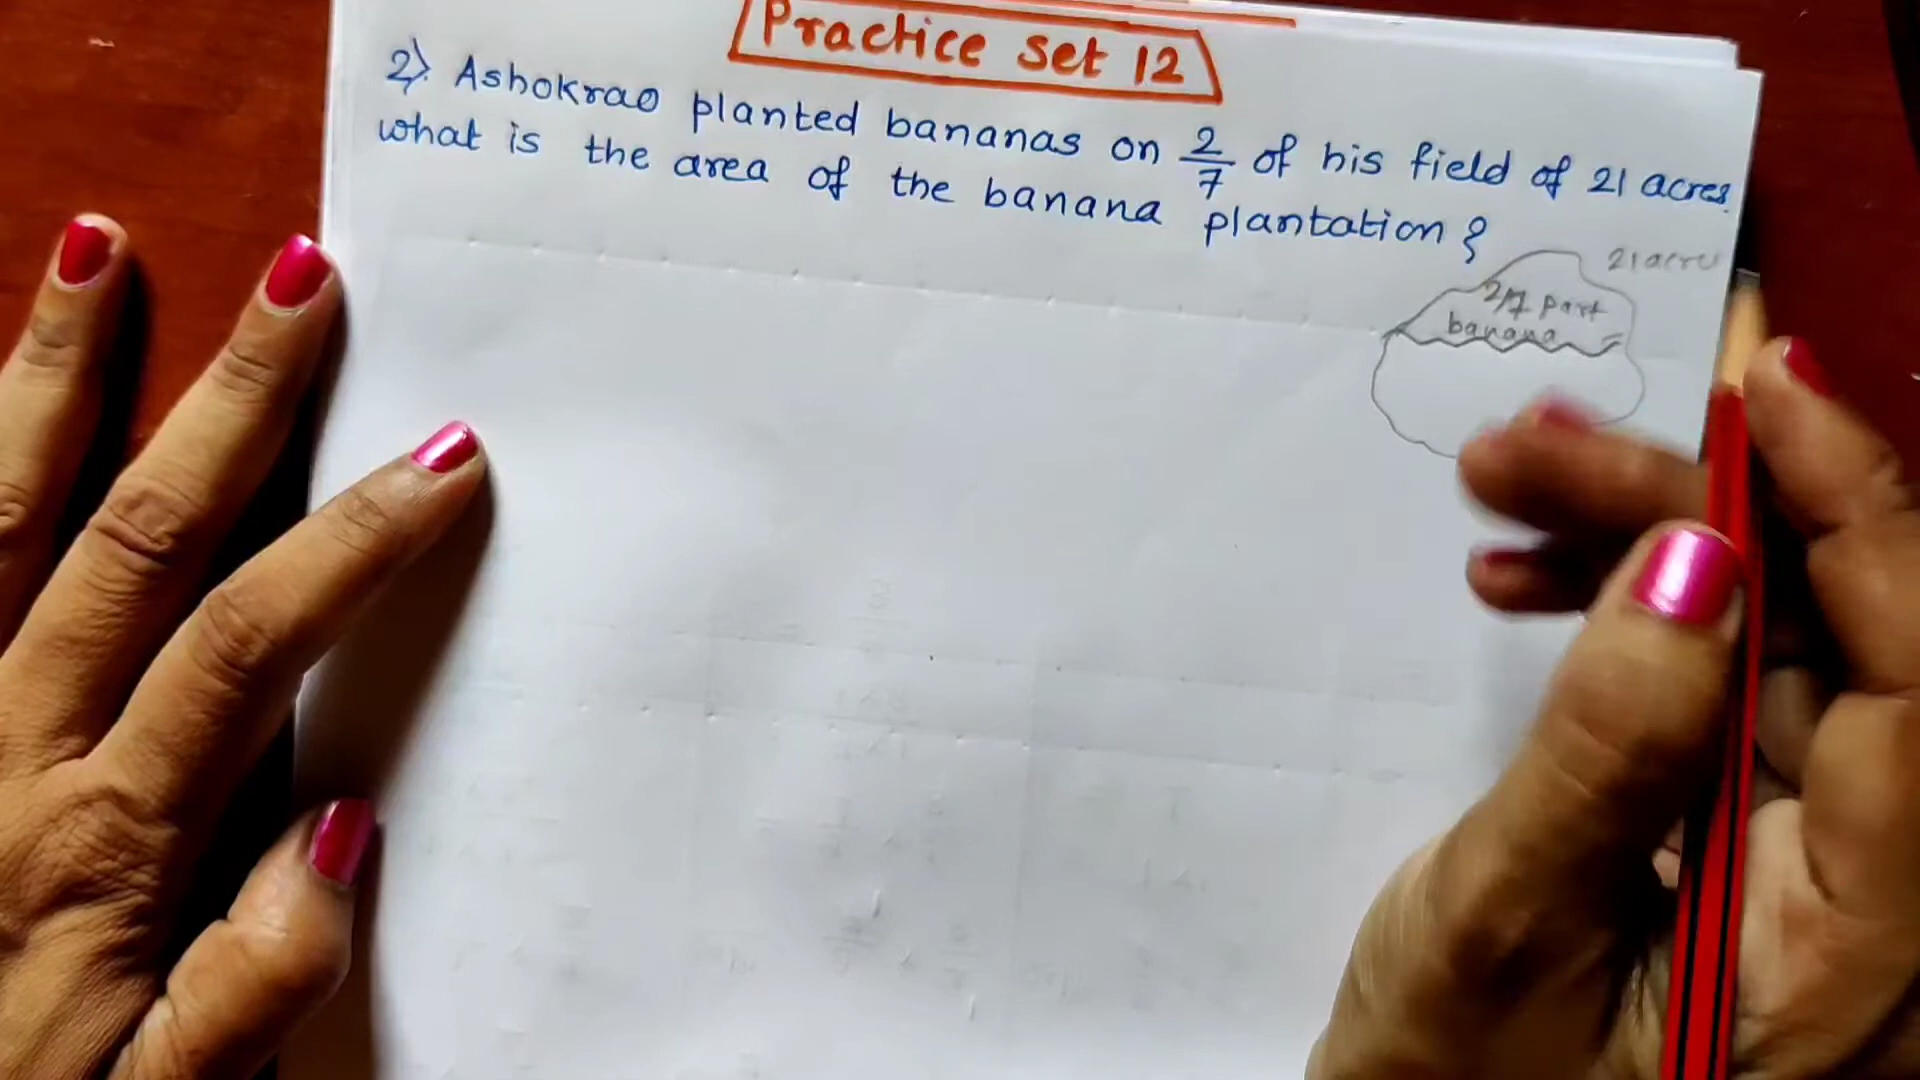 Practice Set 12
2) Ashokrao planted bananas on 2/7 of his field of 21 acres.
what is the area of the banana plantation?
21 acre
2/7 part
banana